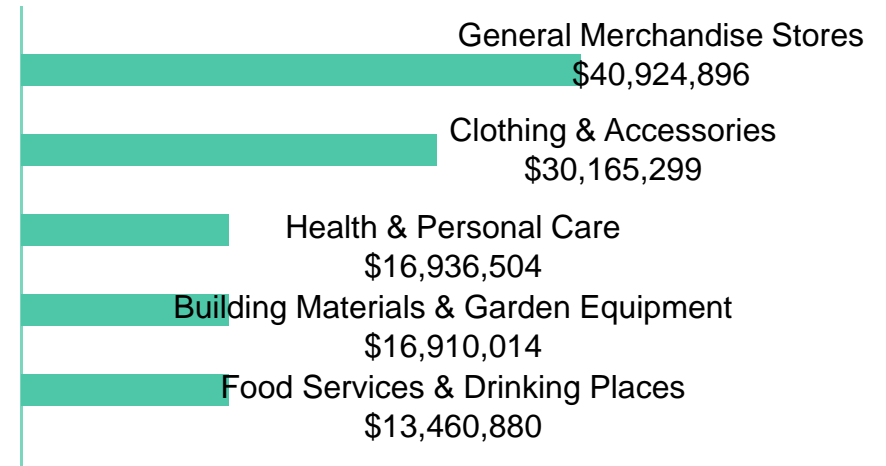 General Merchandise Stores
$40,924,896
Clothing & Accessories
$30,165,299
Health & Personal Care
$16,936,504
Building Materials & Garden Equipment
$16,910,014
Food Services & Drinking Places
$13,460,880